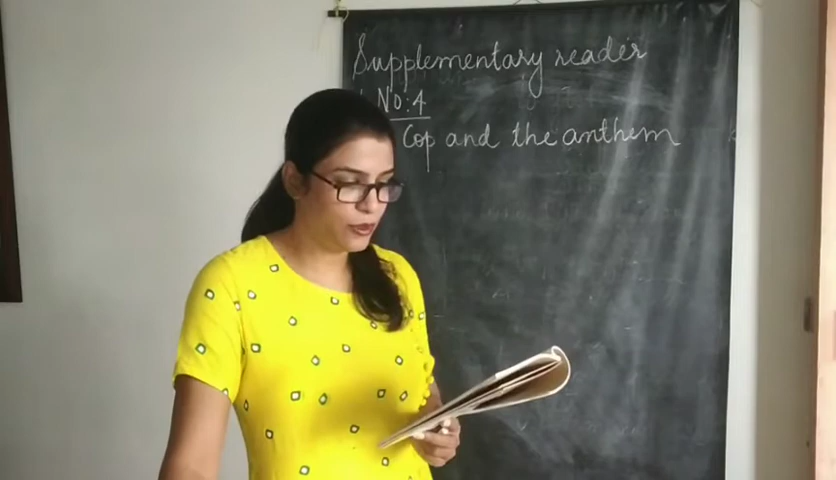 Supplementary reader
No:4
Cop and the anthem